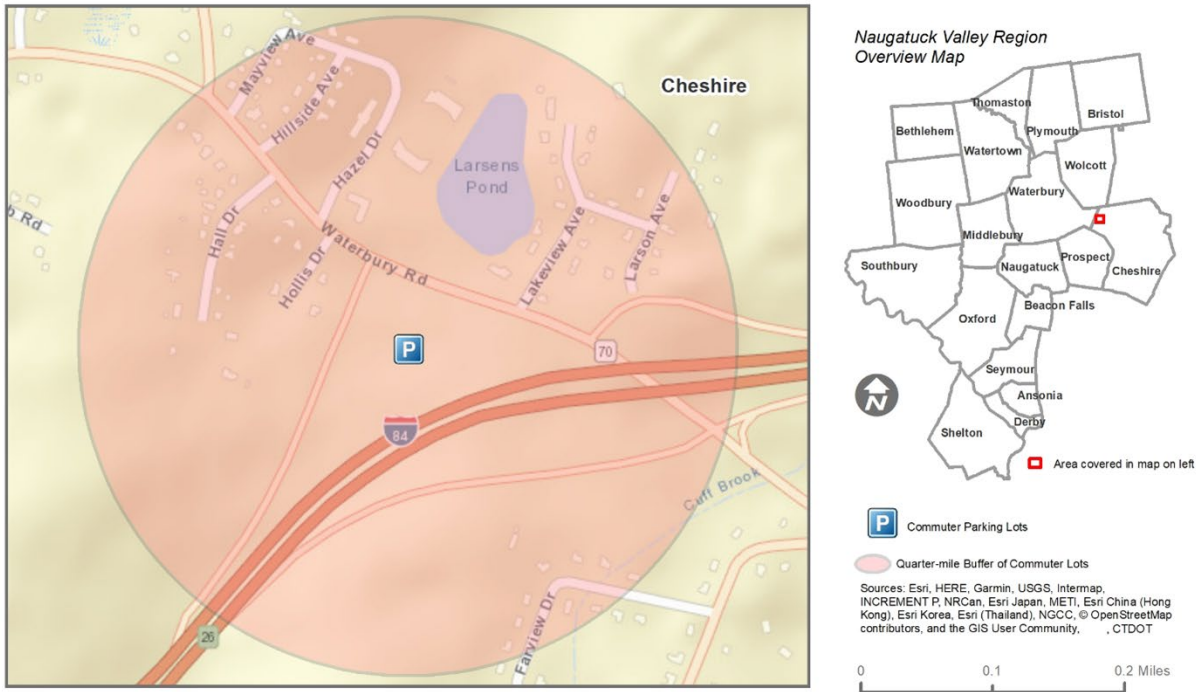 Mayview Ave
Hillside Ave
Hazel Dr
Cheshire
Larsens
Pond
b Rd
Hall Dr
Hollis Dr
Waterbury Rd
Lakeview Ave
Larson Ave
P
70
84
Cuff Brook
26
Farview Dr
Naugatuck Valley Region
Overview Map
Thomaston
Bristol
Bethlehem
Plymouth
Watertown
Wolcott
Waterbury
Woodbury
Middlebury
Southbury
Naugatuck
Prospect
Cheshire
Beacon Falls
Oxford
Seymour
Ansonia
Derby
Shelton
N
Area covered in map on left
P
Commuter Parking Lots
Quarter-mile Buffer of Commuter Lots
Sources: Esri, HERE, Garmin, USGS, Intermap,
INCREMENT P, NRCan, Esri Japan, METI, Esri China (Hong
Kong), Esri Korea, Esri (Thailand), NGCC, © OpenStreetMap
contributors, and the GIS User Community, , CTDOT
0 0.1 0.2 Miles